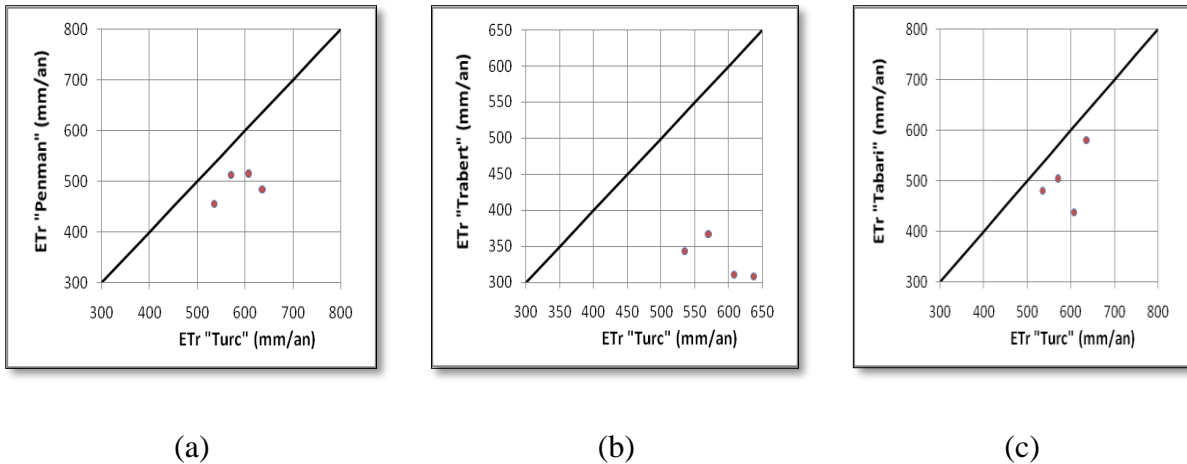 800
700
600
500
400
300
ETr "Penman" (mm/an)
300 400 500 600 700 800
ETr "Turc" (mm/an)
650
600
550
500
450
400
350
300
ETr "Trabert" (mm/an)
300 350 400 450 500 550 600 650
ETr "Turc" (mm/an)
800
700
600
500
400
300
ETr "Tabari" (mm/an)
300 400 500 600 700 800
ETr "Turc" (mm/an)
(a) (b) (c)